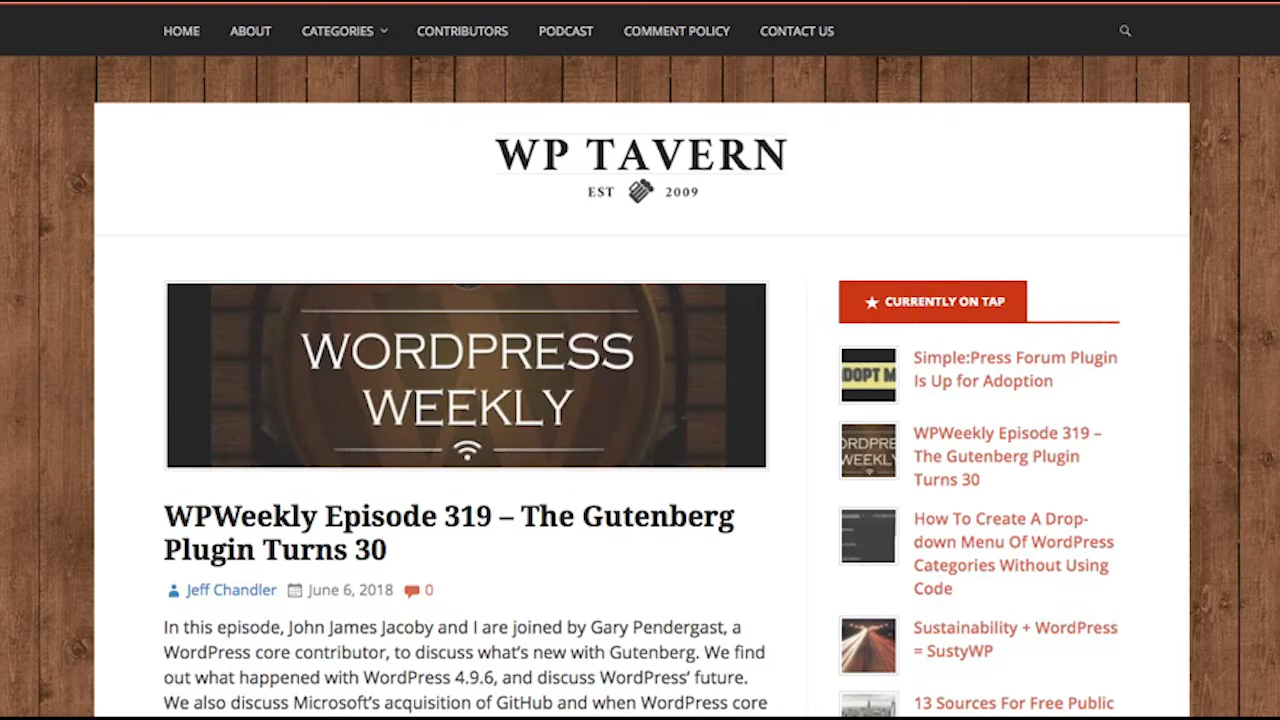 HOME ABOUT CATEGORIES CONTRIBUTORS PODCAST COMMENT POLICY CONTACT US
WP TAVERN
EST 2009
WORDPRESS
WEEKLY
WPWeekly Episode 319 – The Gutenberg
Plugin Turns 30
Jeff Chandler June 6, 2018 0
In this episode, John James Jacoby and I are joined by Gary Pendergast, a
WordPress core contributor, to discuss what's new with Gutenberg. We find
out what happened with WordPress 4.9.6, and discuss WordPress' future.
We also discuss Microsoft's acquisition of GitHub and when WordPress core
CURRENTLY ON TAP
DOPT M
Simple:Press Forum Plugin
Is Up for Adoption
ORDPRE
WEEKLY
WPWeekly Episode 319 –
The Gutenberg Plugin
Turns 30
How To Create A Drop-
down Menu Of WordPress
Categories Without Using
Code
Sustainability + WordPress
= SustyWP
13 Sources For Free Public